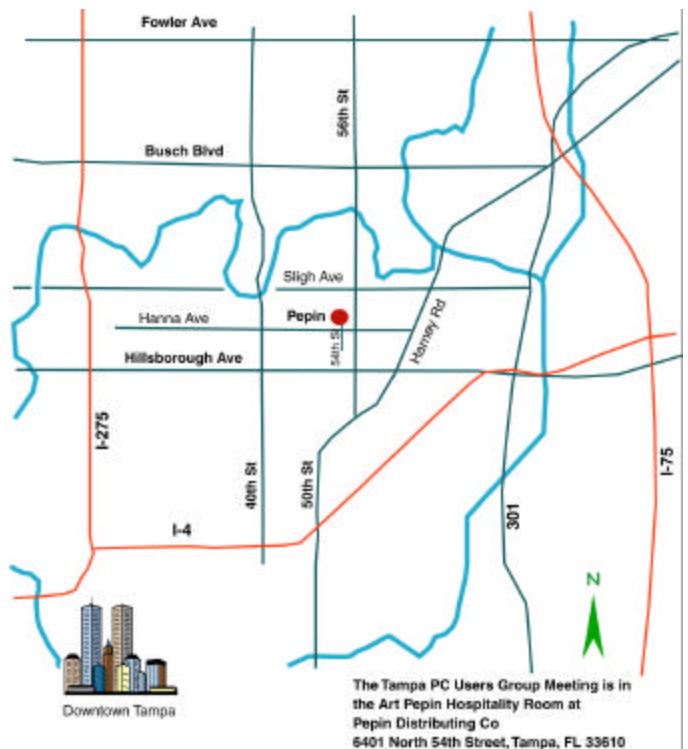 Fowler Ave
56th St
Busch Blvd
Sligh Ave
Hanna Ave
Pepin
54th St
Harney Rd
Hillsborough Ave
I-275
40th St
50th St
I-75
301
I-4
N
Downtown Tampa
The Tampa PC Users Group Meeting is in
the Art Pepin Hospitality Room at
Pepin Distributing Co
6401 North 54th Street, Tampa, FL 33610